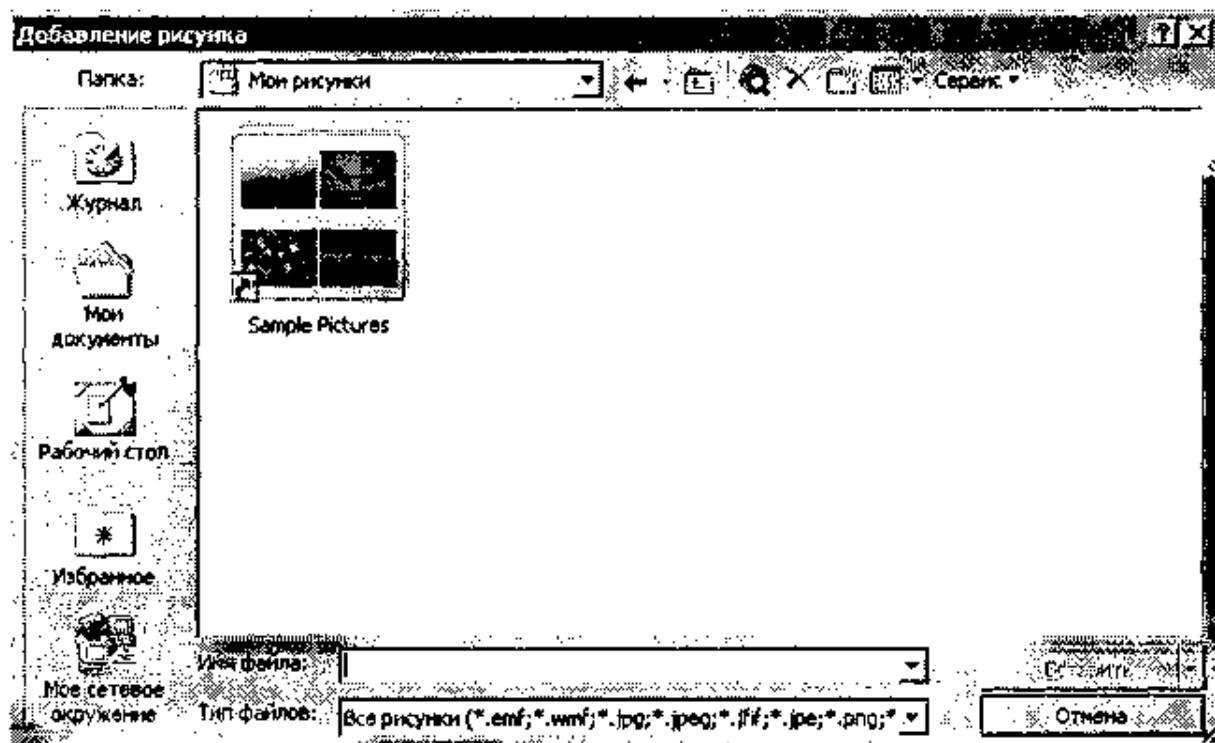 Добавление рисунка
Папка:
Мои рисунки
Сервис
Журнал
Sample Pictures
Мои
документы
Рабочий стол
Избранное
Мое сетевое
окружение
Имя файла:
Тип файлов:
Все рисунки (*.emf;*.wmf;*.jpg;*.jpeg;*.jfif;*.jpe;*.png;*
Отмена